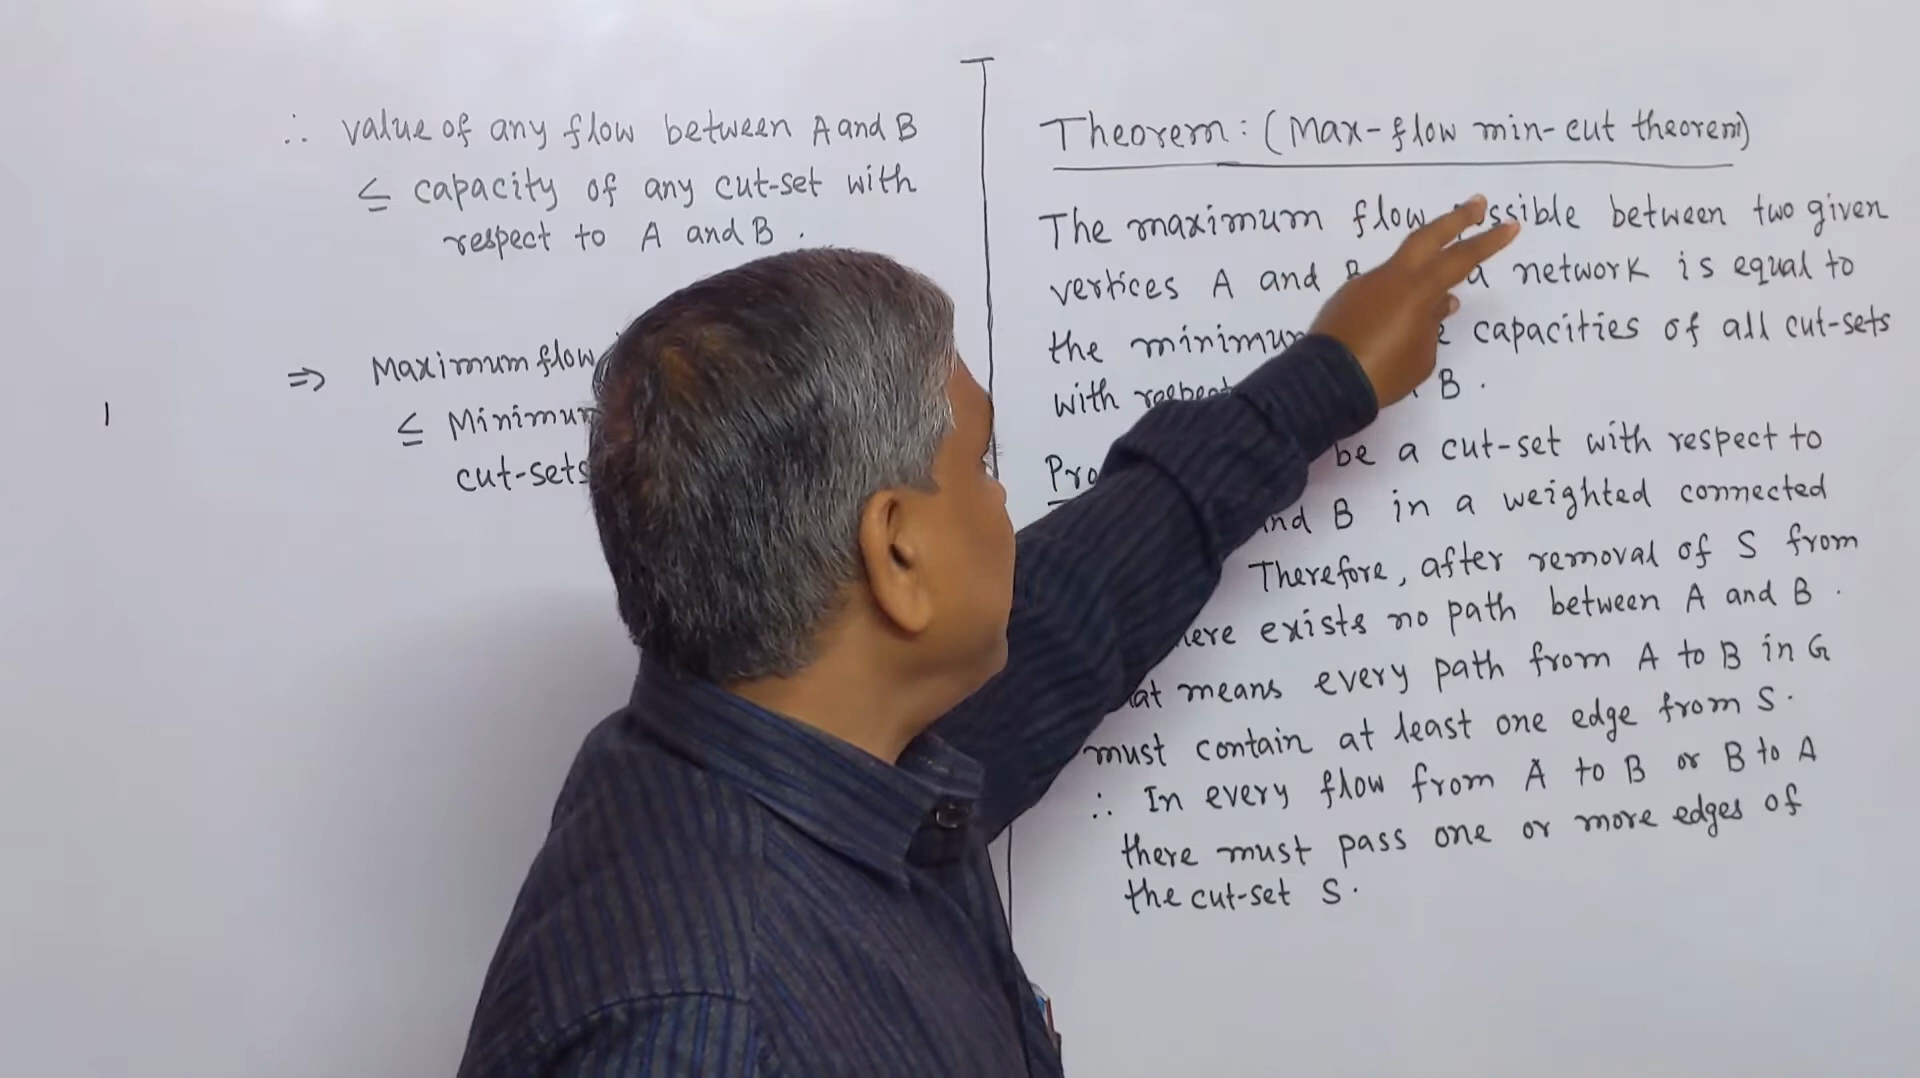 ∴ value of any flow between A and B
≤ capacity of any cut-set with
respect to A and B.
⇒ Maximum flow
≤ Minimum
cut-sets
Theorem: (Max-flow min-cut theorem)
The maximum flow possible between two given
vertices A and B a network is equal to
the minimum capacities of all cut-sets
with respect B.
be a cut-set with respect to
and B in a weighted connected
Therefore, after removal of S from
exists no path between A and B.
means every path from A to B in G
must contain at least one edge from S.
∴ In every flow from A to B or B to A
there must pass one or more edges of
the cut-set S.